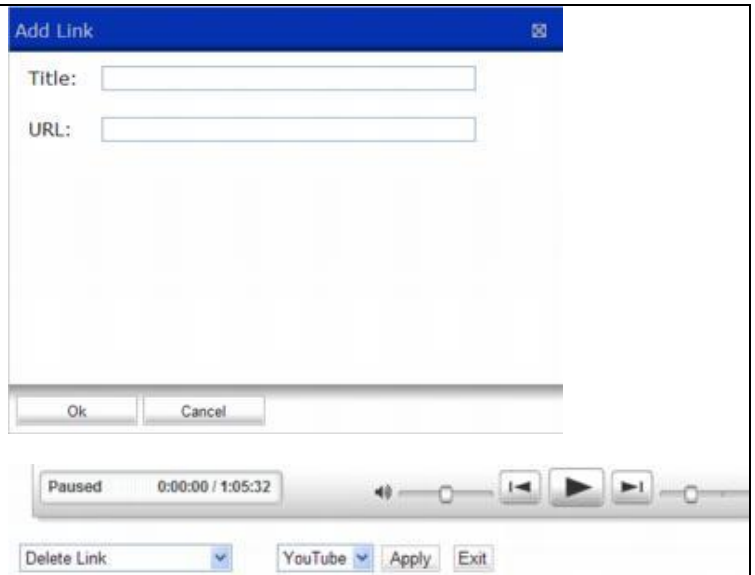 Add Link
Title:
URL:
Ok Cancel
Paused 0:00:00 / 1:05:32
Delete Link YouTube Apply Exit